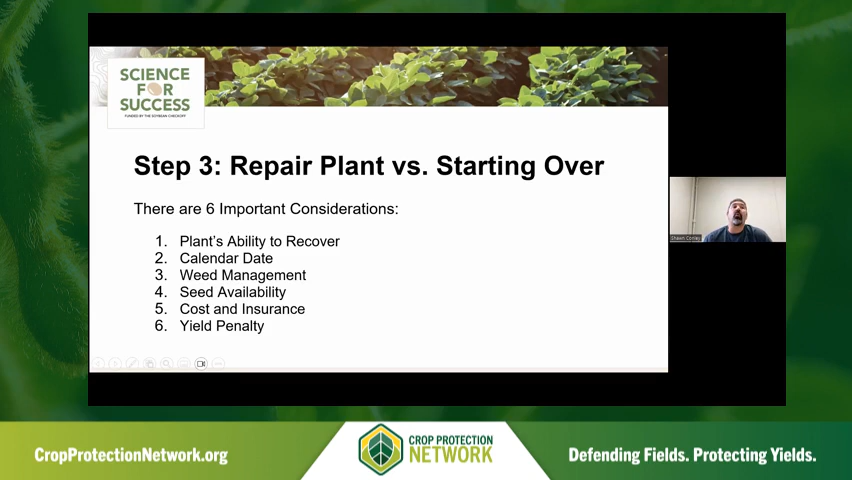 SCIENCE
FOR
SUCCESS
FUNDED BY THE SOYBEAN CHECKOFF
Step 3: Repair Plant vs. Starting Over
There are 6 Important Considerations:
1. Plant's Ability to Recover
2. Calendar Date
3. Weed Management
4. Seed Availability
5. Cost and Insurance
6. Yield Penalty
Shawn Conley
CropProtectionNetwork.org
CROP PROTECTION
NETWORK
Defending Fields. Protecting Yields.